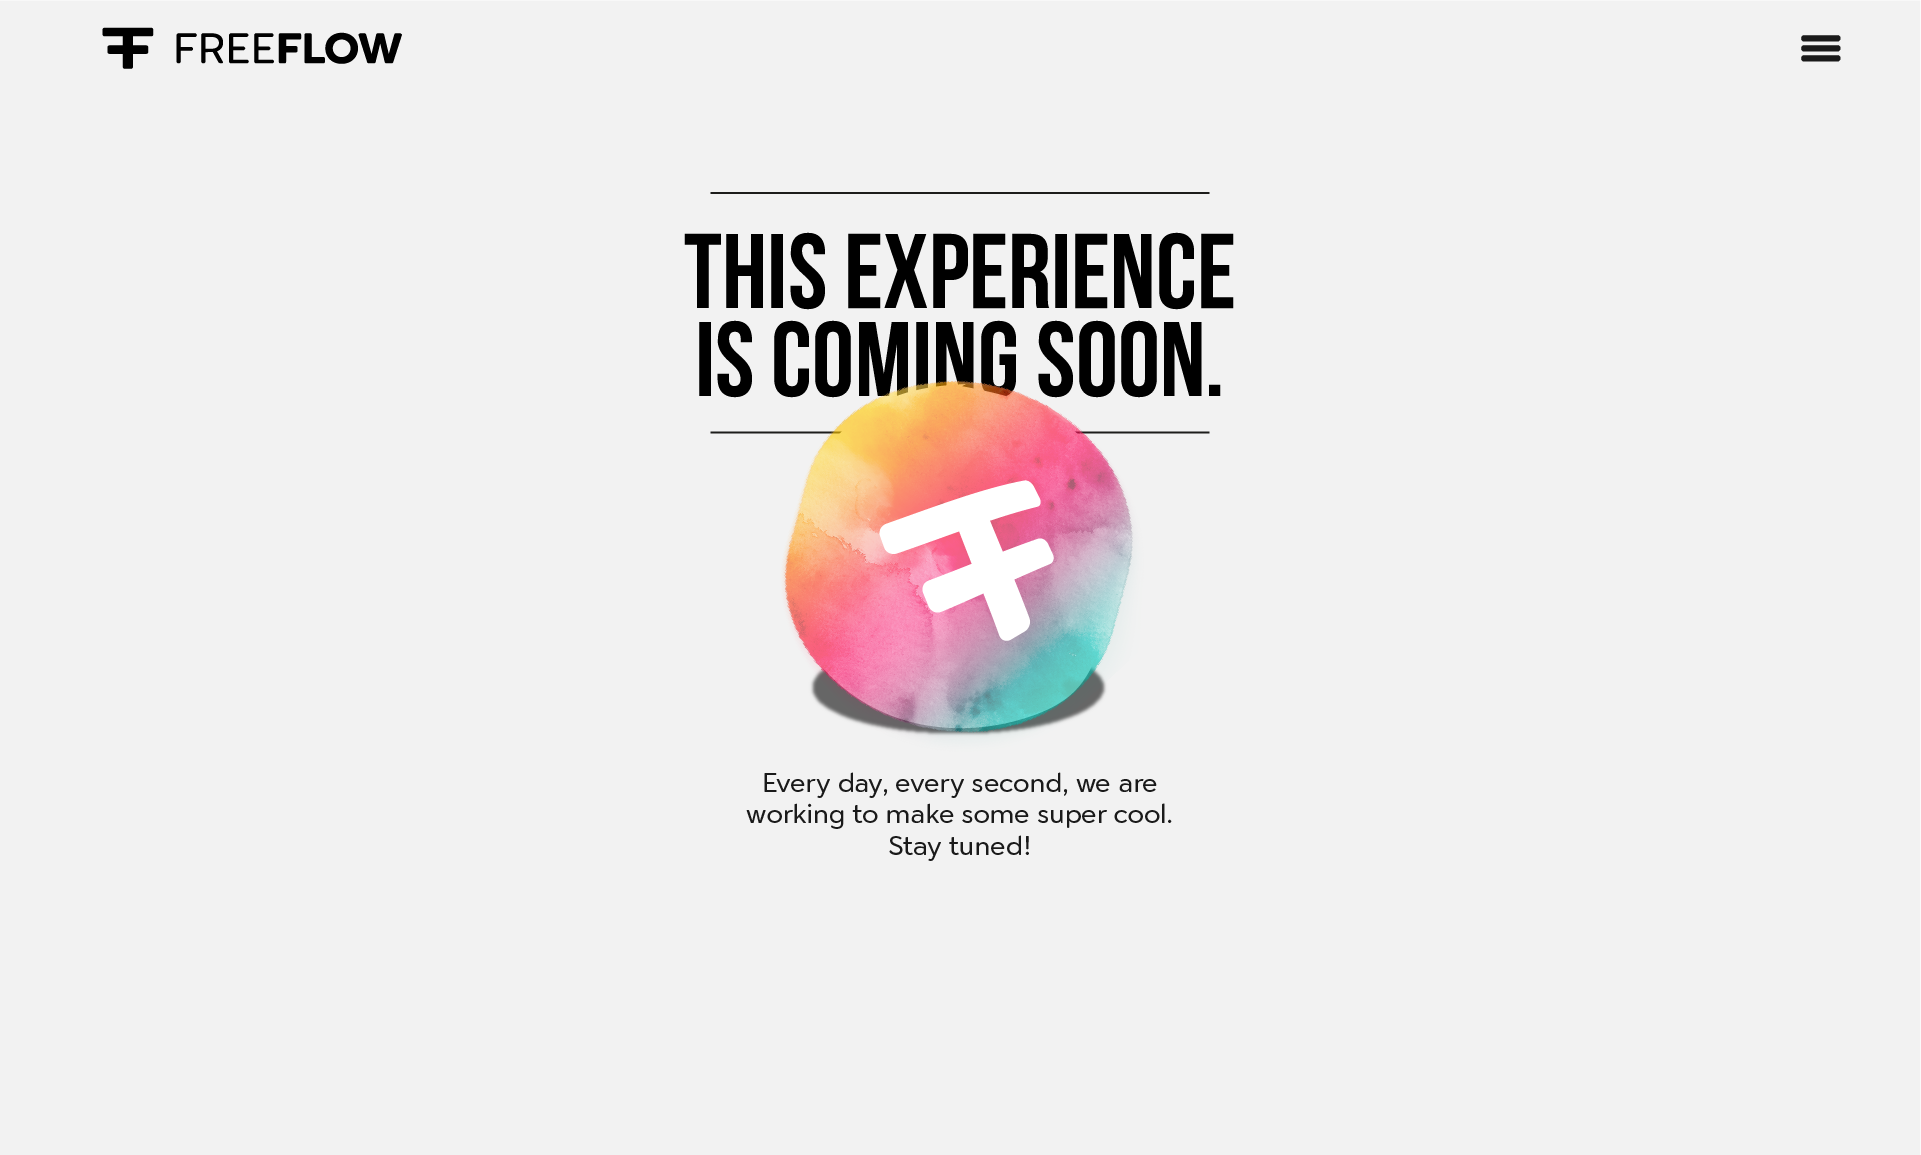 FREEFLOW
THIS EXPERIENCE
IS COMING SOON.
Every day, every second, we are
working to make some super cool.
Stay tuned!